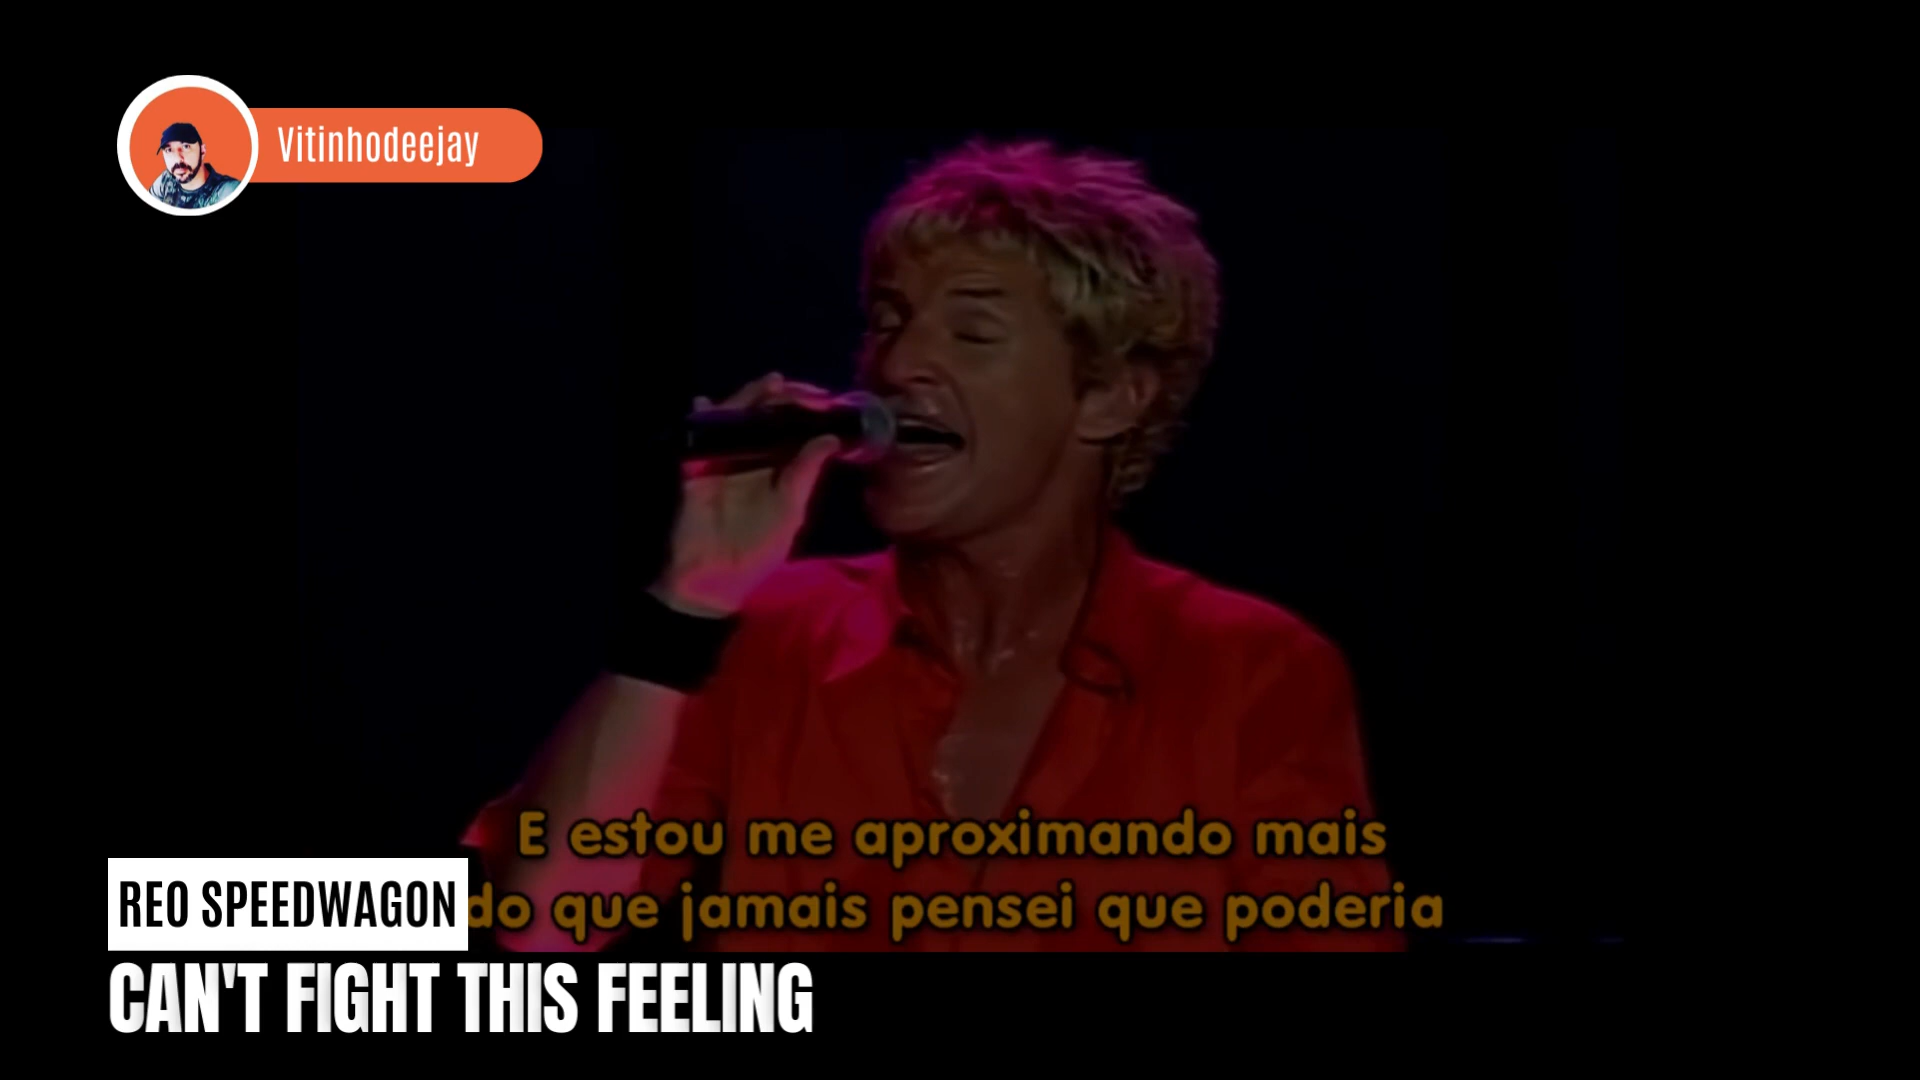 Vitinhodeejay
E estou me aproximando mais
do que jamais pensei que poderia
REO SPEEDWAGON
CAN'T FIGHT THIS FEELING